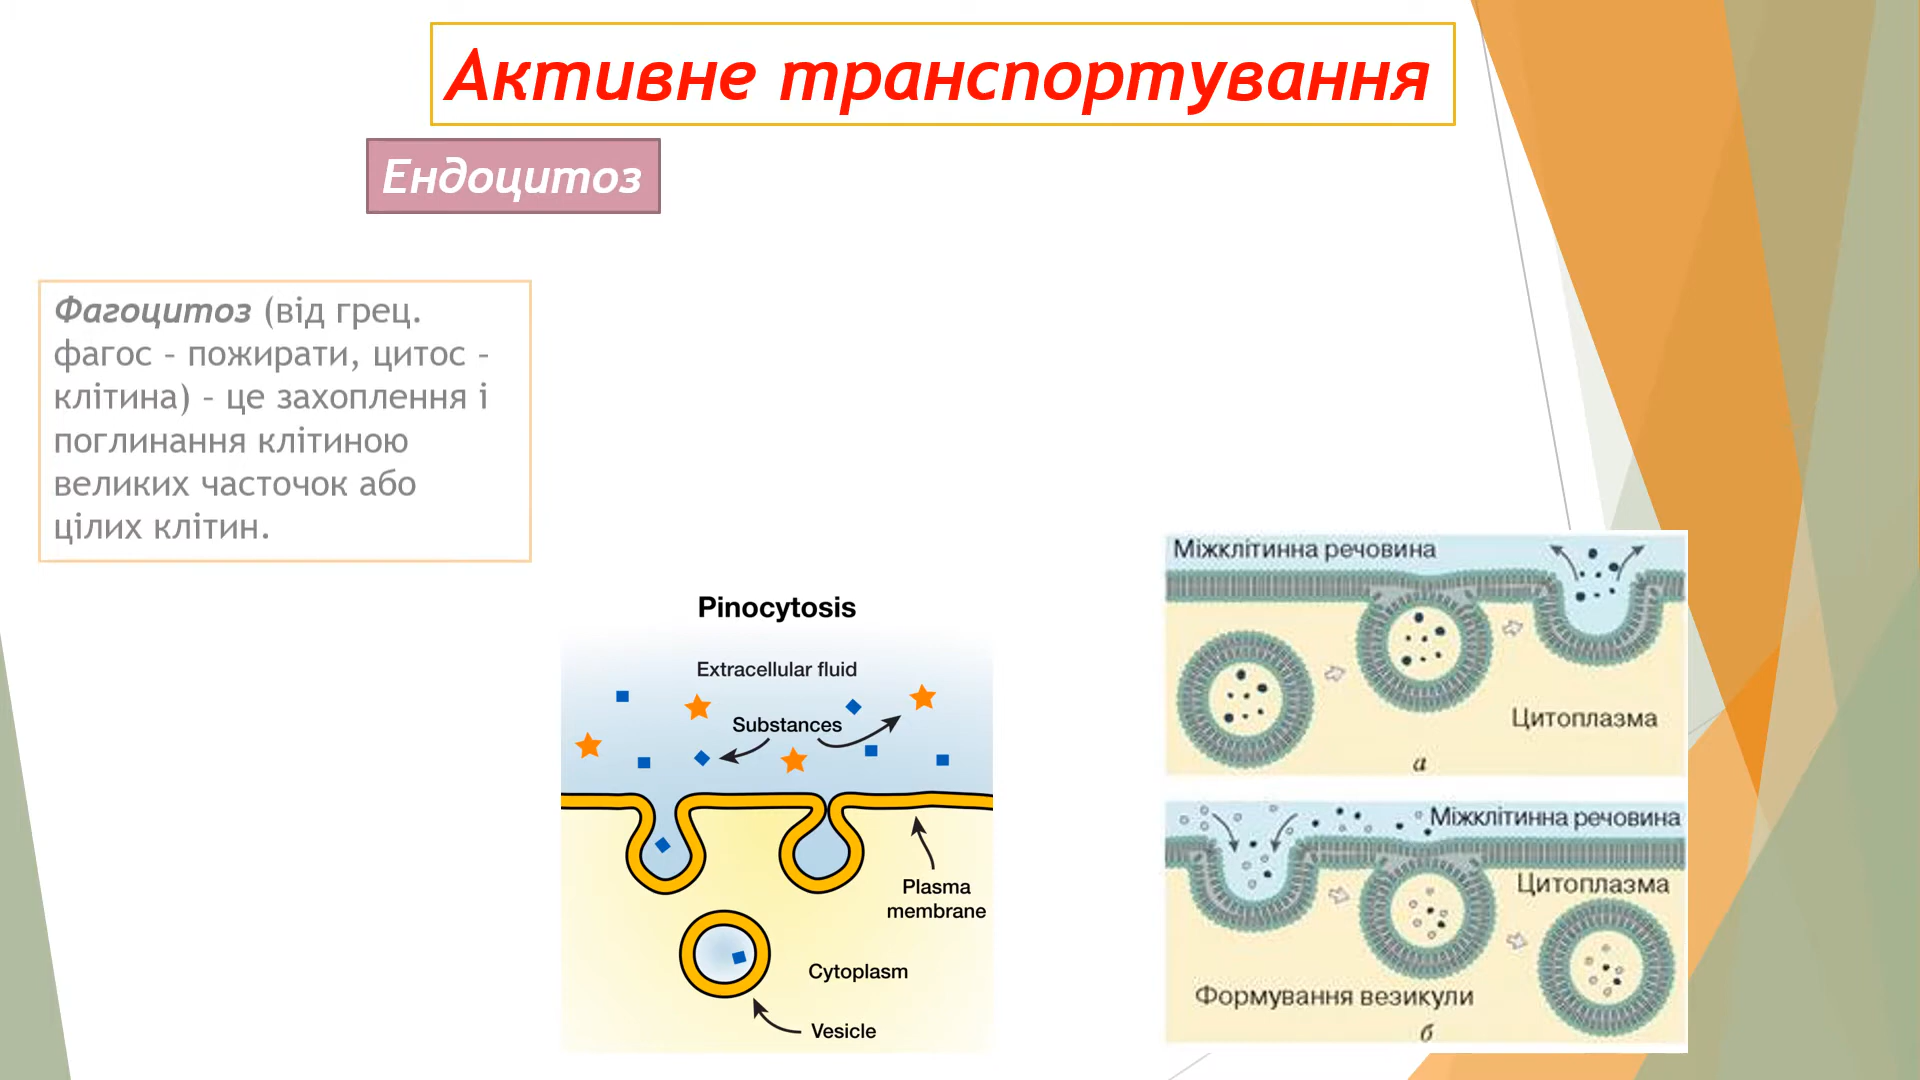 Активне транспортування
Ендоцитоз
Фагоцитоз (від грец.
фагос – пожирати, цитос –
клітина) – це захоплення і
поглинання клітиною
великих часточок або
цілих клітин.
Pinocytosis
Extracellular fluid
Substances
Plasma
membrane
Cytoplasm
Vesicle
Міжклітинна речовина
Цитоплазма
а
Міжклітинна речовина
Цитоплазма
Формування везикули
б